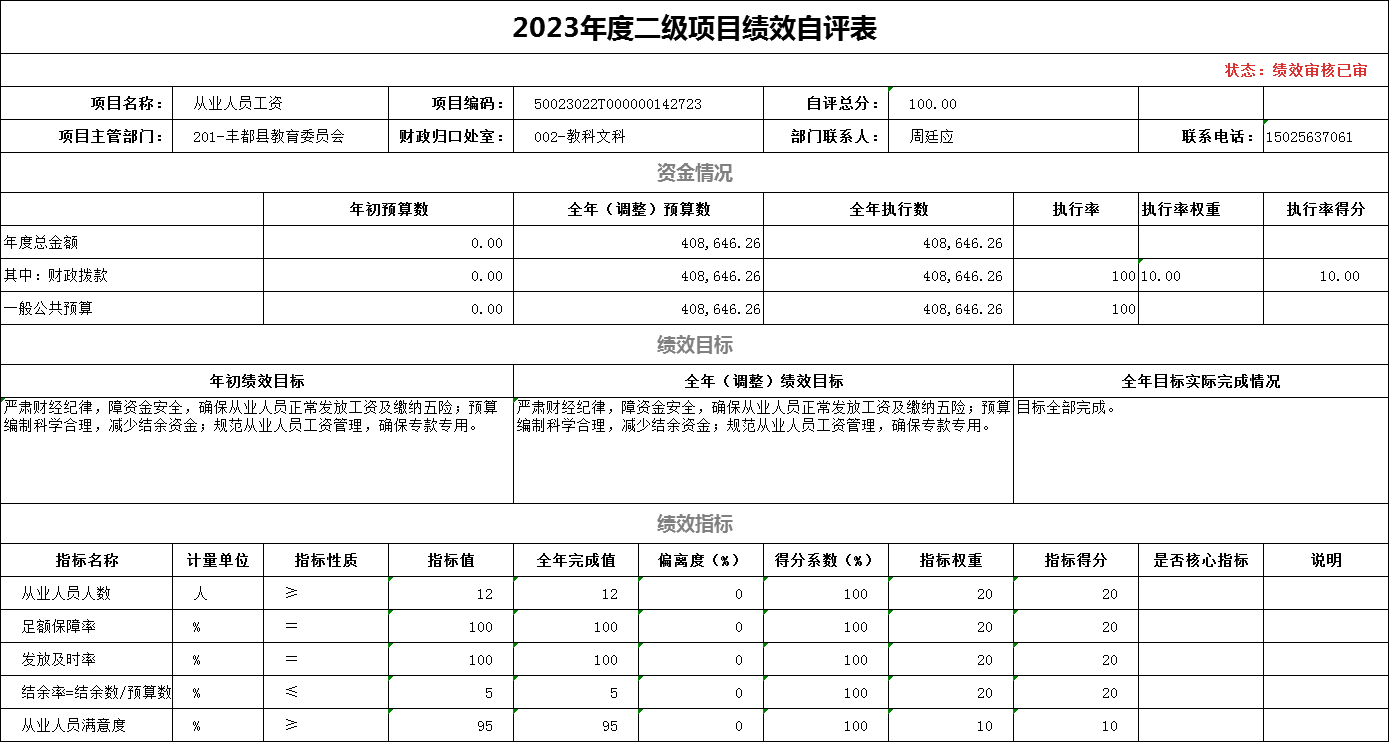 2023年度二级项目绩效自评表
状态：绩效审核已审
项目名称： 从业人员工资 项目编码： 50023022T000000142723 自评总分： 100.00
项目主管部门： 201-丰都县教育委员会 财政归口处室： 002-教科文科 部门联系人： 周廷应 联系电话： 15025637061
资金情况
年初预算数 全年（调整）预算数 全年执行数 执行率 执行率权重 执行率得分
年度总金额 0.00 408,646.26 408,646.26
其中：财政拨款 0.00 408,646.26 408,646.26 100 10.00 10.00
一般公共预算 0.00 408,646.26 408,646.26 100
绩效目标
年初绩效目标 全年（调整）绩效目标 全年目标实际完成情况
严肃财经纪律，障资金安全，确保从业人员正常发放工资及缴纳五险；预算
编制科学合理，减少结余资金；规范从业人员工资管理，确保专款专用。
严肃财经纪律，障资金安全，确保从业人员正常发放工资及缴纳五险；预算
编制科学合理，减少结余资金；规范从业人员工资管理，确保专款专用。
目标全部完成。
绩效指标
指标名称 计量单位 指标性质 指标值 全年完成值 偏离度（%） 得分系数（%） 指标权重 指标得分 是否核心指标 说明
从业人员人数 人 ≥ 12 12 0 100 20 20
足额保障率 % ＝ 100 100 0 100 20 20
发放及时率 % ＝ 100 100 0 100 20 20
结余率=结余数/预算数 % ≤ 5 5 0 100 20 20
从业人员满意度 % ≥ 95 95 0 100 10 10